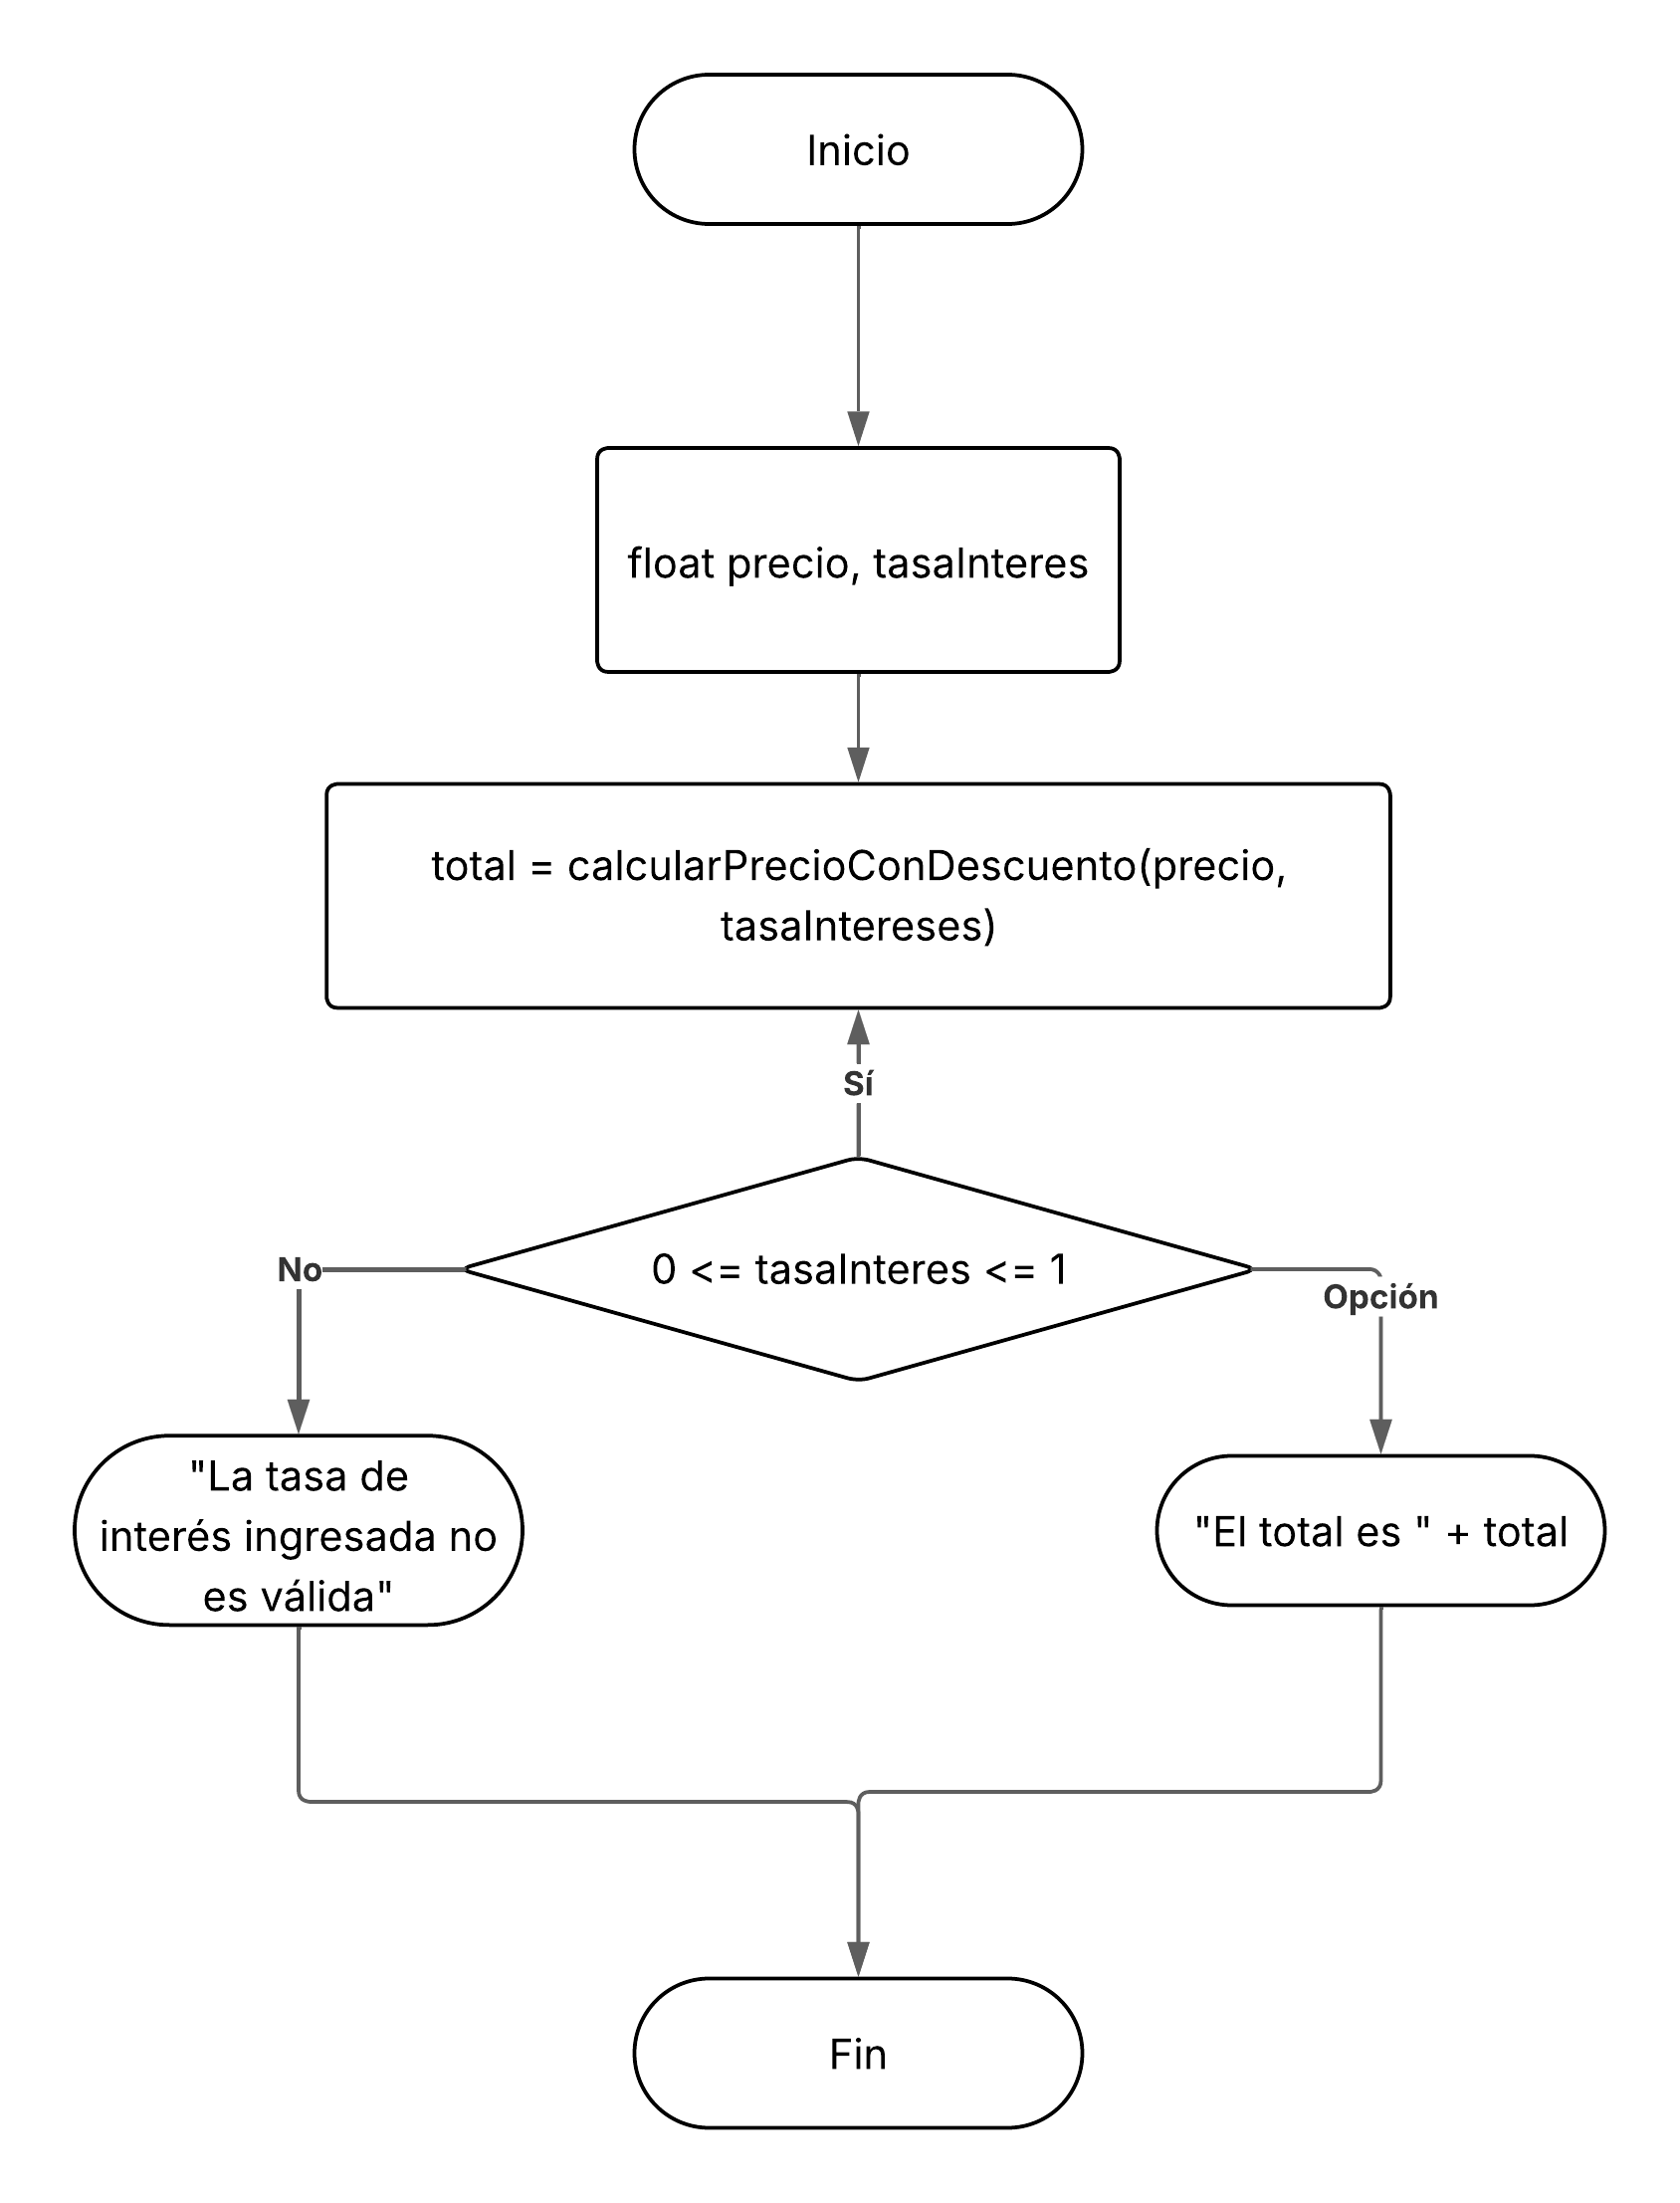 Inicio
float precio, tasaInteres
total = calcularPrecioConDescuento(precio,
tasaIntereses)
Sí
0 <= tasaInteres <= 1
No
Opción
"La tasa de
interés ingresada no
es válida"
"El total es " + total
Fin